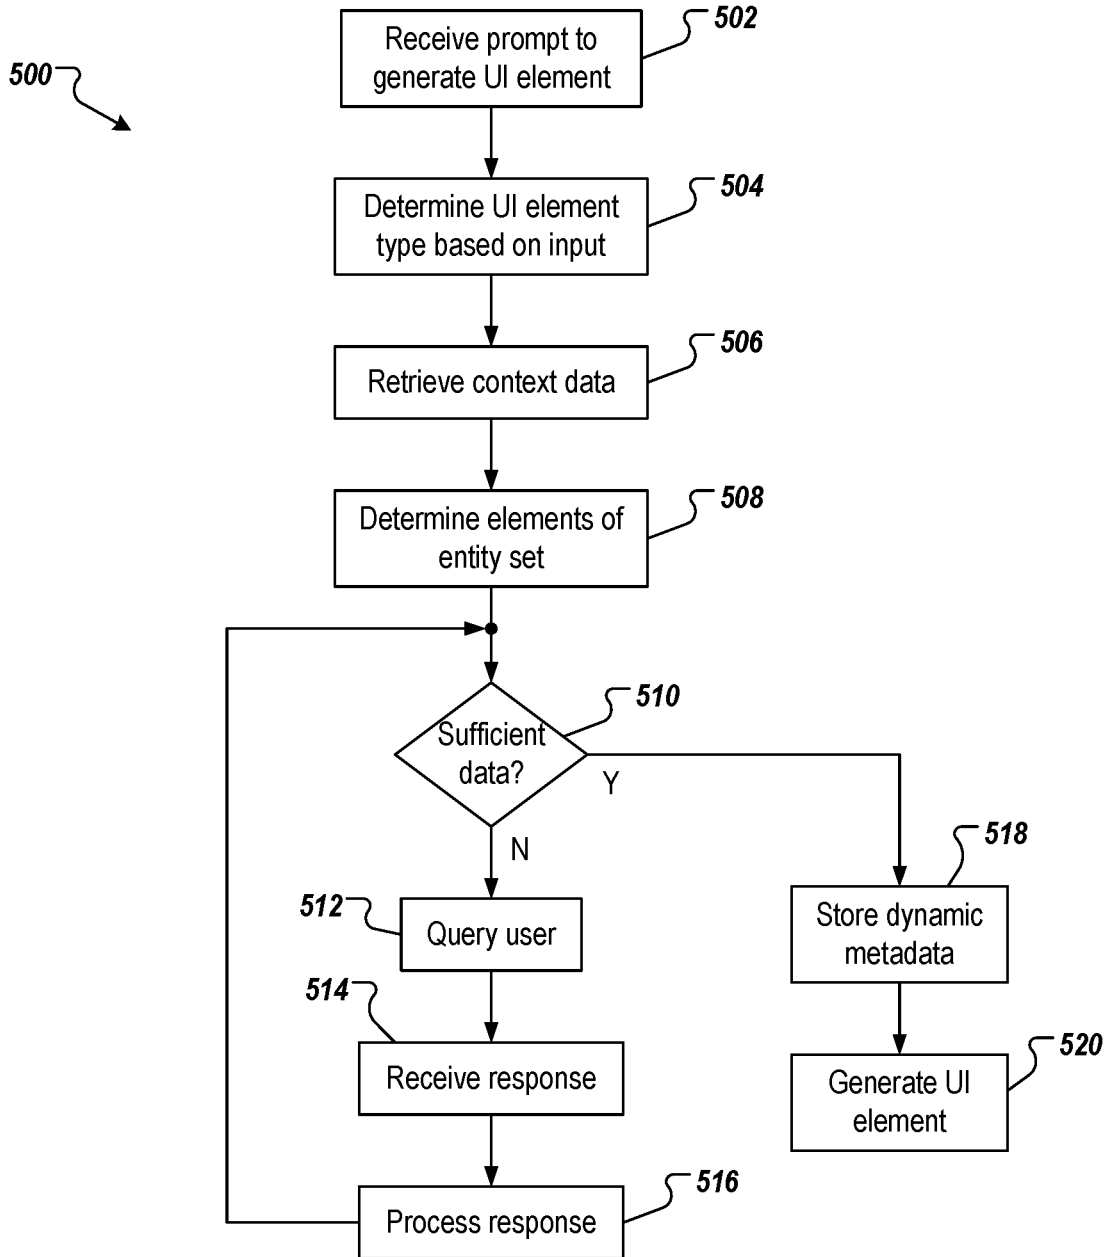 502
Receive prompt to
generate UI element
500
504
Determine UI element
type based on input
506
Retrieve context data
508
Determine elements of
entity set
510
Sufficient
data?
Y
N
518
Store dynamic
metadata
512
Query user
514
Receive response
520
Generate UI
element
516
Process response